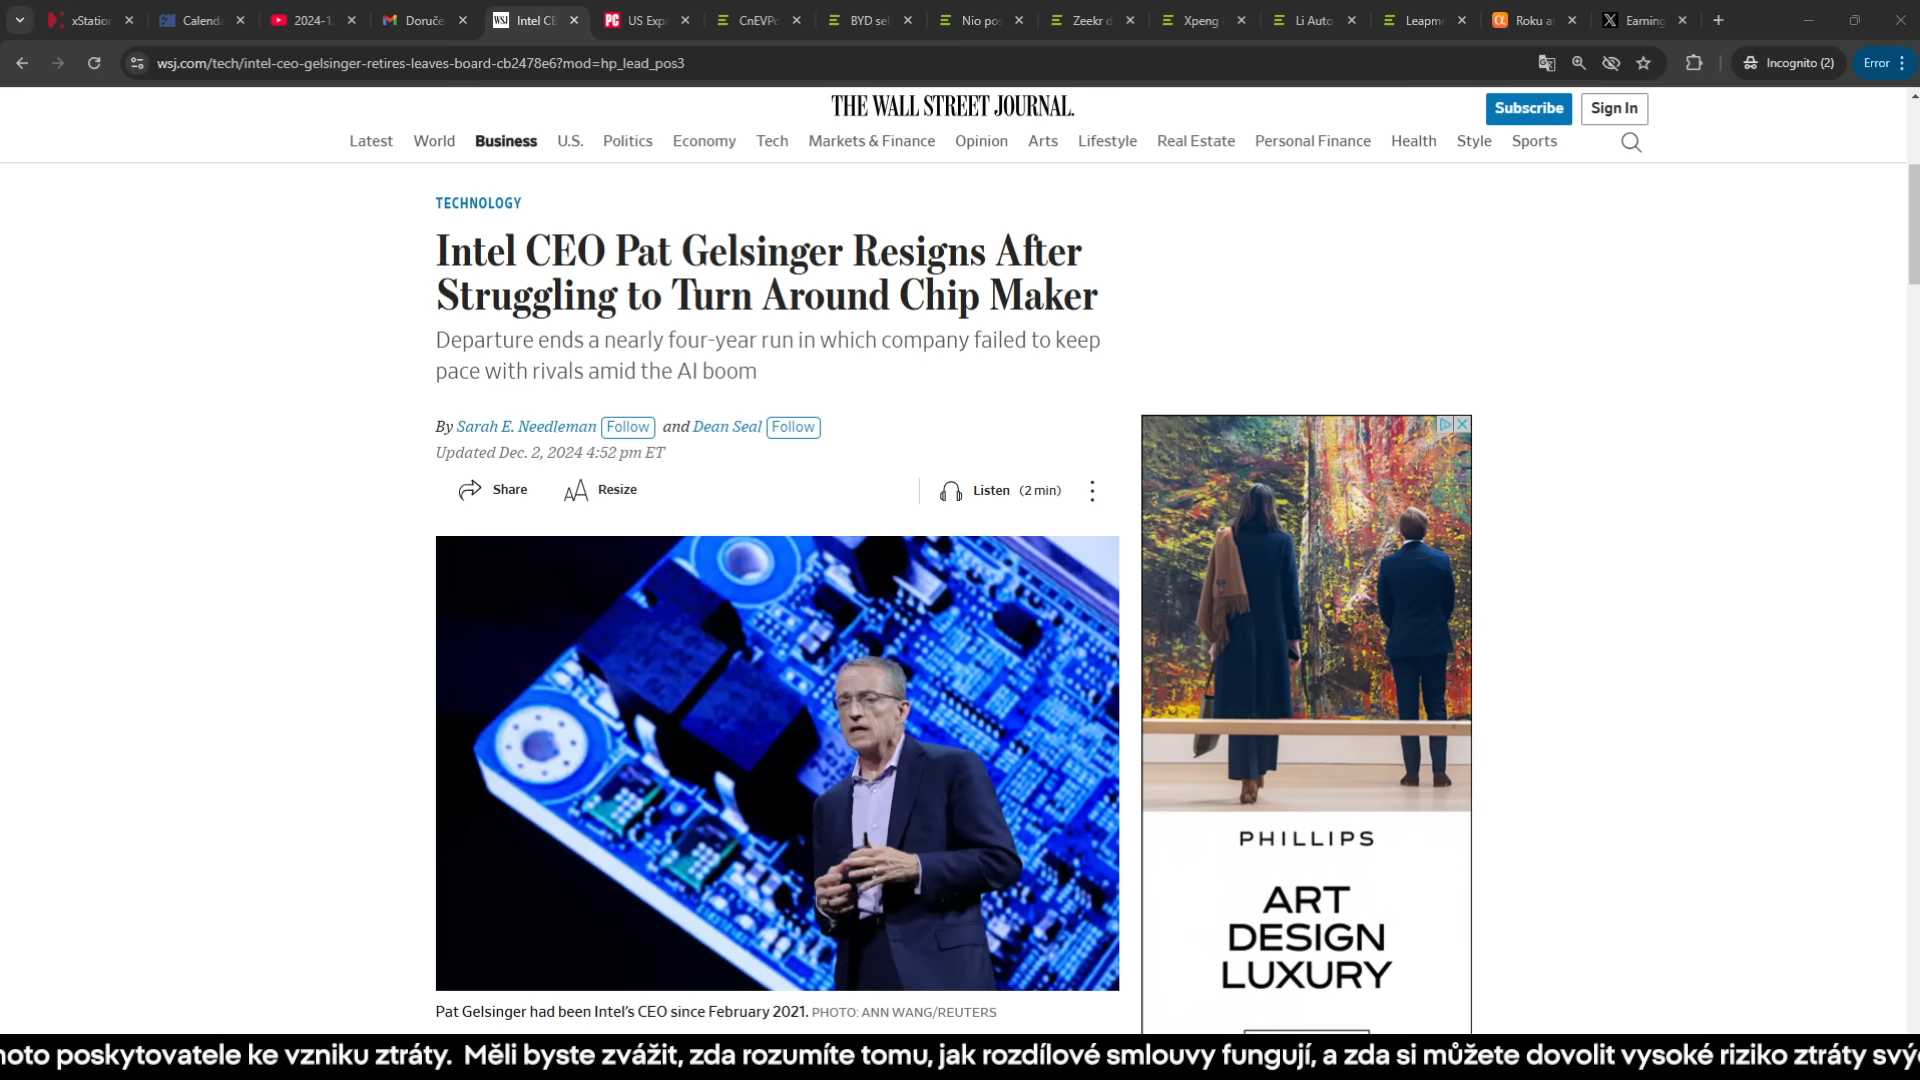 xStation
Calenda
2024-1
Doruče
Intel CE
US Exp
CnEVPo
BYD sel
Nio po
Zeekr d
Xpeng
Li Auto
Leapm
Roku a
Earning
wsj.com/tech/intel-ceo-gelsinger-retires-leaves-board-cb2478e6?mod=hp_lead_pos3
Incognito (2)
Error
THE WALL STREET JOURNAL.
Subscribe
Sign In
Latest World Business U.S. Politics Economy Tech Markets & Finance Opinion Arts Lifestyle Real Estate Personal Finance Health Style Sports
TECHNOLOGY
Intel CEO Pat Gelsinger Resigns After
Struggling to Turn Around Chip Maker
Departure ends a nearly four-year run in which company failed to keep
pace with rivals amid the AI boom
By Sarah E. Needleman Follow and Dean Seal Follow
Updated Dec. 2, 2024 4:52 pm ET
Share
Resize
Listen (2 min)
PHILLIPS
ART
DESIGN
LUXURY
Pat Gelsinger had been Intel's CEO since February 2021. PHOTO: ANN WANG/REUTERS
hoto poskytovatele ke vzniku ztráty. Měli byste zvážit, zda rozumíte tomu, jak rozdílové smlouvy fungují, a zda si můžete dovolit vysoké riziko ztráty svýc